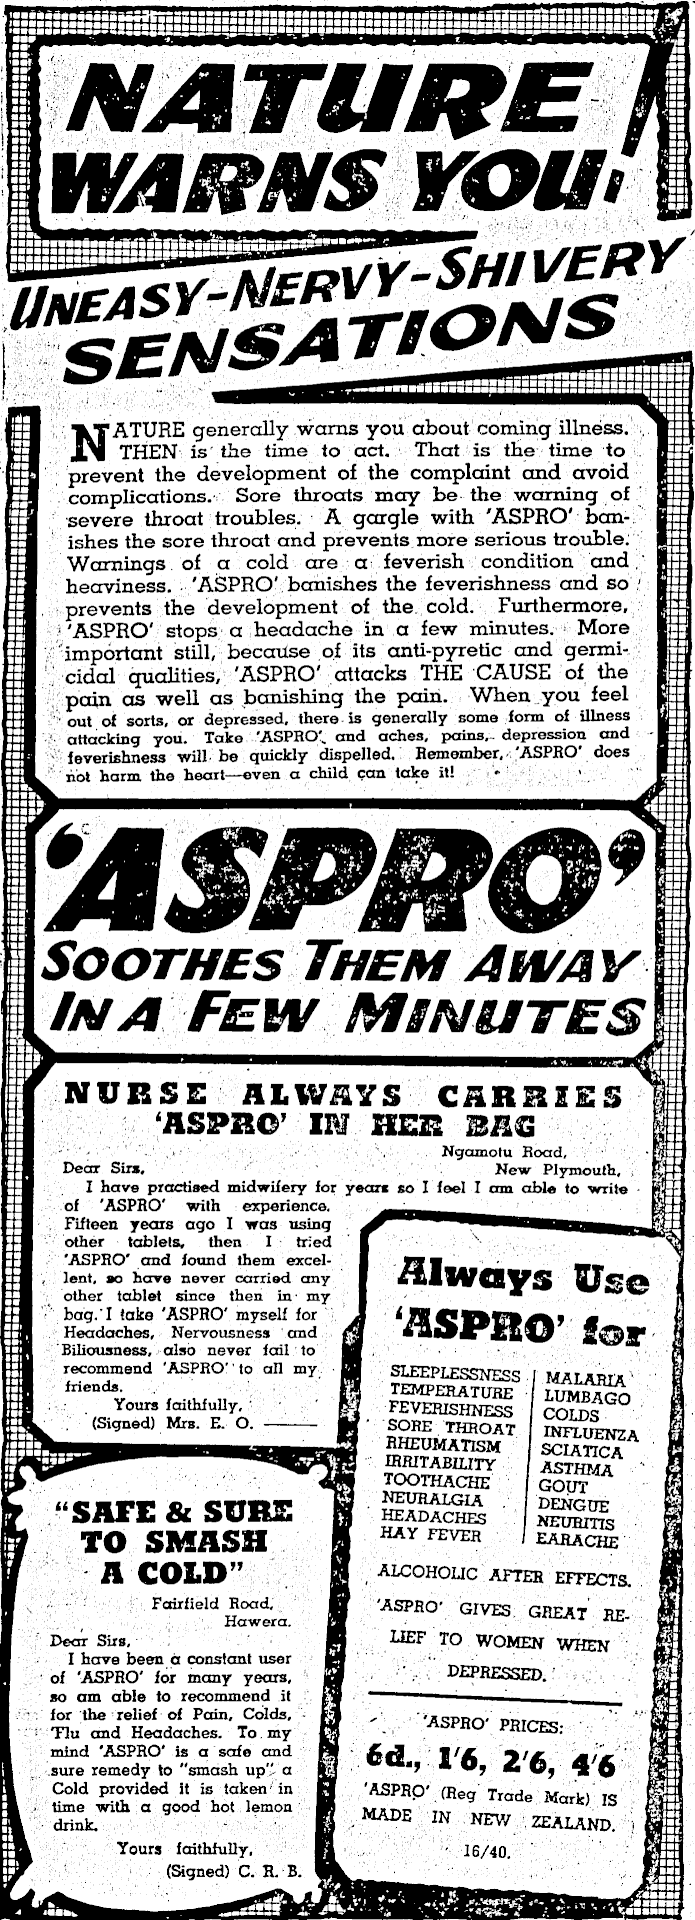 NATURE
WARNS YOU!
UNEASY-NERVY-SHIVERY
SENSATIONS
NATURE generally warns you about coming illness.
THEN is the time to act. That is the time to
prevent the development of the complaint and avoid
complications. Sore throats may be the warning of
severe throat troubles. A gargle with 'ASPRO' ban-
ishes the sore throat and prevents more serious trouble.
Warnings of a cold are a feverish condition and
heaviness. 'ASPRO' banishes the feverishness and so
prevents the development of the cold. Furthermore,
'ASPRO' stops a headache in a few minutes. More
important still, because of its anti-pyretic and germi-
cidal qualities, 'ASPRO' attacks THE CAUSE of the
pain as well as banishing the pain. When you feel
out of sorts, or depressed, there is generally some form of illness
attacking you. Take 'ASPRO' and aches, pains, depression and
feverishness will be quickly dispelled. Remember, 'ASPRO' does
not harm the heart—even a child can take it!
'ASPRO'
SOOTHES THEM AWAY
IN A FEW MINUTES
NURSE ALWAYS CARRIES
'ASPRO' IN HER BAG
Ngamotu Road,
Dear Sirs, New Plymouth,
I have practised midwifery for years so I feel I am able to write
of 'ASPRO' with experience.
Fifteen years ago I was using
other tablets, then I tried
'ASPRO' and found them excel-
lent, so have never carried any
other tablet since then in my
bag. I take 'ASPRO' myself for
Headaches, Nervousness and
Biliousness, also never fail to
recommend 'ASPRO' to all my
friends.
Yours faithfully,
(Signed) Mrs. E. O. ———
"SAFE & SURE
TO SMASH
A COLD"
Fairfield Road,
Hawera.
Dear Sirs,
I have been a constant user
of 'ASPRO' for many years,
so am able to recommend it
for the relief of Pain, Colds,
'Flu and Headaches. To my
mind 'ASPRO' is a safe and
sure remedy to "smash up" a
Cold provided it is taken in
time with a good hot lemon
drink.
Yours faithfully,
(Signed) C. R. B.
Always Use
'ASPRO' for
SLEEPLESSNESS
TEMPERATURE
FEVERISHNESS
SORE THROAT
RHEUMATISM
IRRITABILITY
TOOTHACHE
NEURALGIA
HEADACHES
HAY FEVER
MALARIA
LUMBAGO
COLDS
INFLUENZA
SCIATICA
ASTHMA
GOUT
DENGUE
NEURITIS
EARACHE
ALCOHOLIC AFTER EFFECTS.
'ASPRO' GIVES GREAT RE-
LIEF TO WOMEN WHEN
DEPRESSED.
'ASPRO' PRICES:
6d., 1'6, 2'6, 4'6
'ASPRO' (Reg Trade Mark) IS
MADE IN NEW ZEALAND.
16/40.